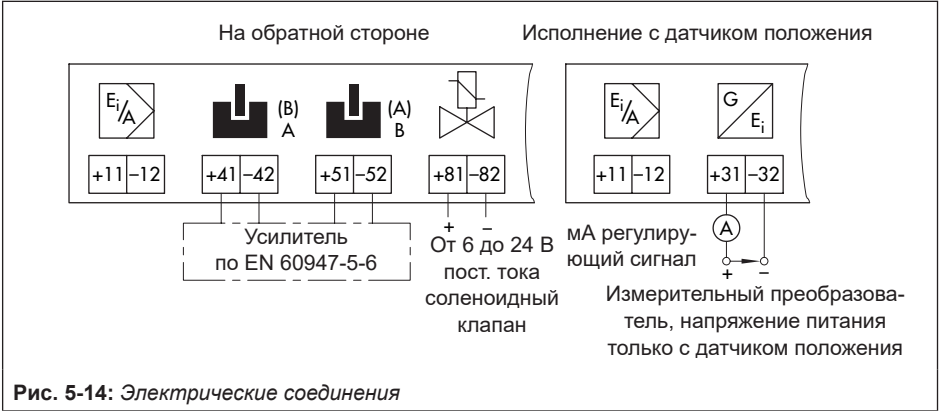 На обратной стороне
Исполнение с датчиком положения
Ei/A
(B)
A
(A)
B
Ei/A
G
Ei
+11 –12
+41 –42
+51 –52
+81 –82
+11 –12
+31 –32
Усилитель
по EN 60947-5-6
+ –
От 6 до 24 В
пост. тока
соленоидный
клапан
мА регулиру-
ющий сигнал
A
+ –
Измерительный преобразова-
тель, напряжение питания
только с датчиком положения
Рис. 5-14: Электрические соединения